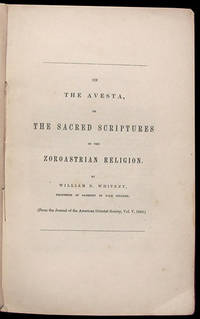 ON
THE AVESTA,
OR
THE SACRED SCRIPTURES
OF THE
ZOROASTRIAN RELIGION.
BY
WILLIAM D. WHITNEY,
PROFESSOR OF SANSKRIT IN YALE COLLEGE.
(From the Journal of the American Oriental Society, Vol. V, 1856.)